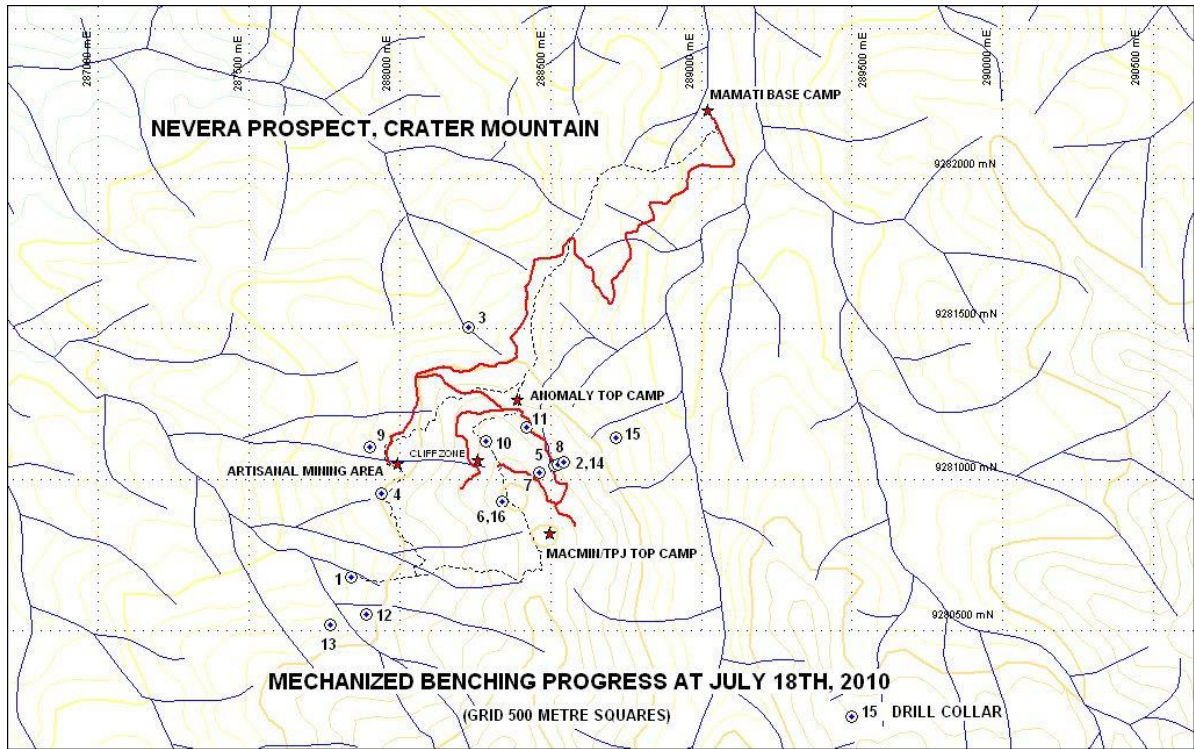 287000 mE
287500 mE
288000 mE
288500 mE
289000 mE
289500 mE
290000 mE
290500 mE
MAMATI BASE CAMP
NEVERA PROSPECT, CRATER MOUNTAIN
9282000 mN
9281500 mN
3
ANOMALY TOP CAMP
11
15
9
10
8
CLIFF ZONE
5
2,14
ARTISANAL MINING AREA
7
9281000 mN
4
6,16
MACMIN/TPJ TOP CAMP
1
12
9280500 mN
13
MECHANIZED BENCHING PROGRESS AT JULY 18TH, 2010
(GRID 500 METRE SQUARES)
15 DRILL COLLAR